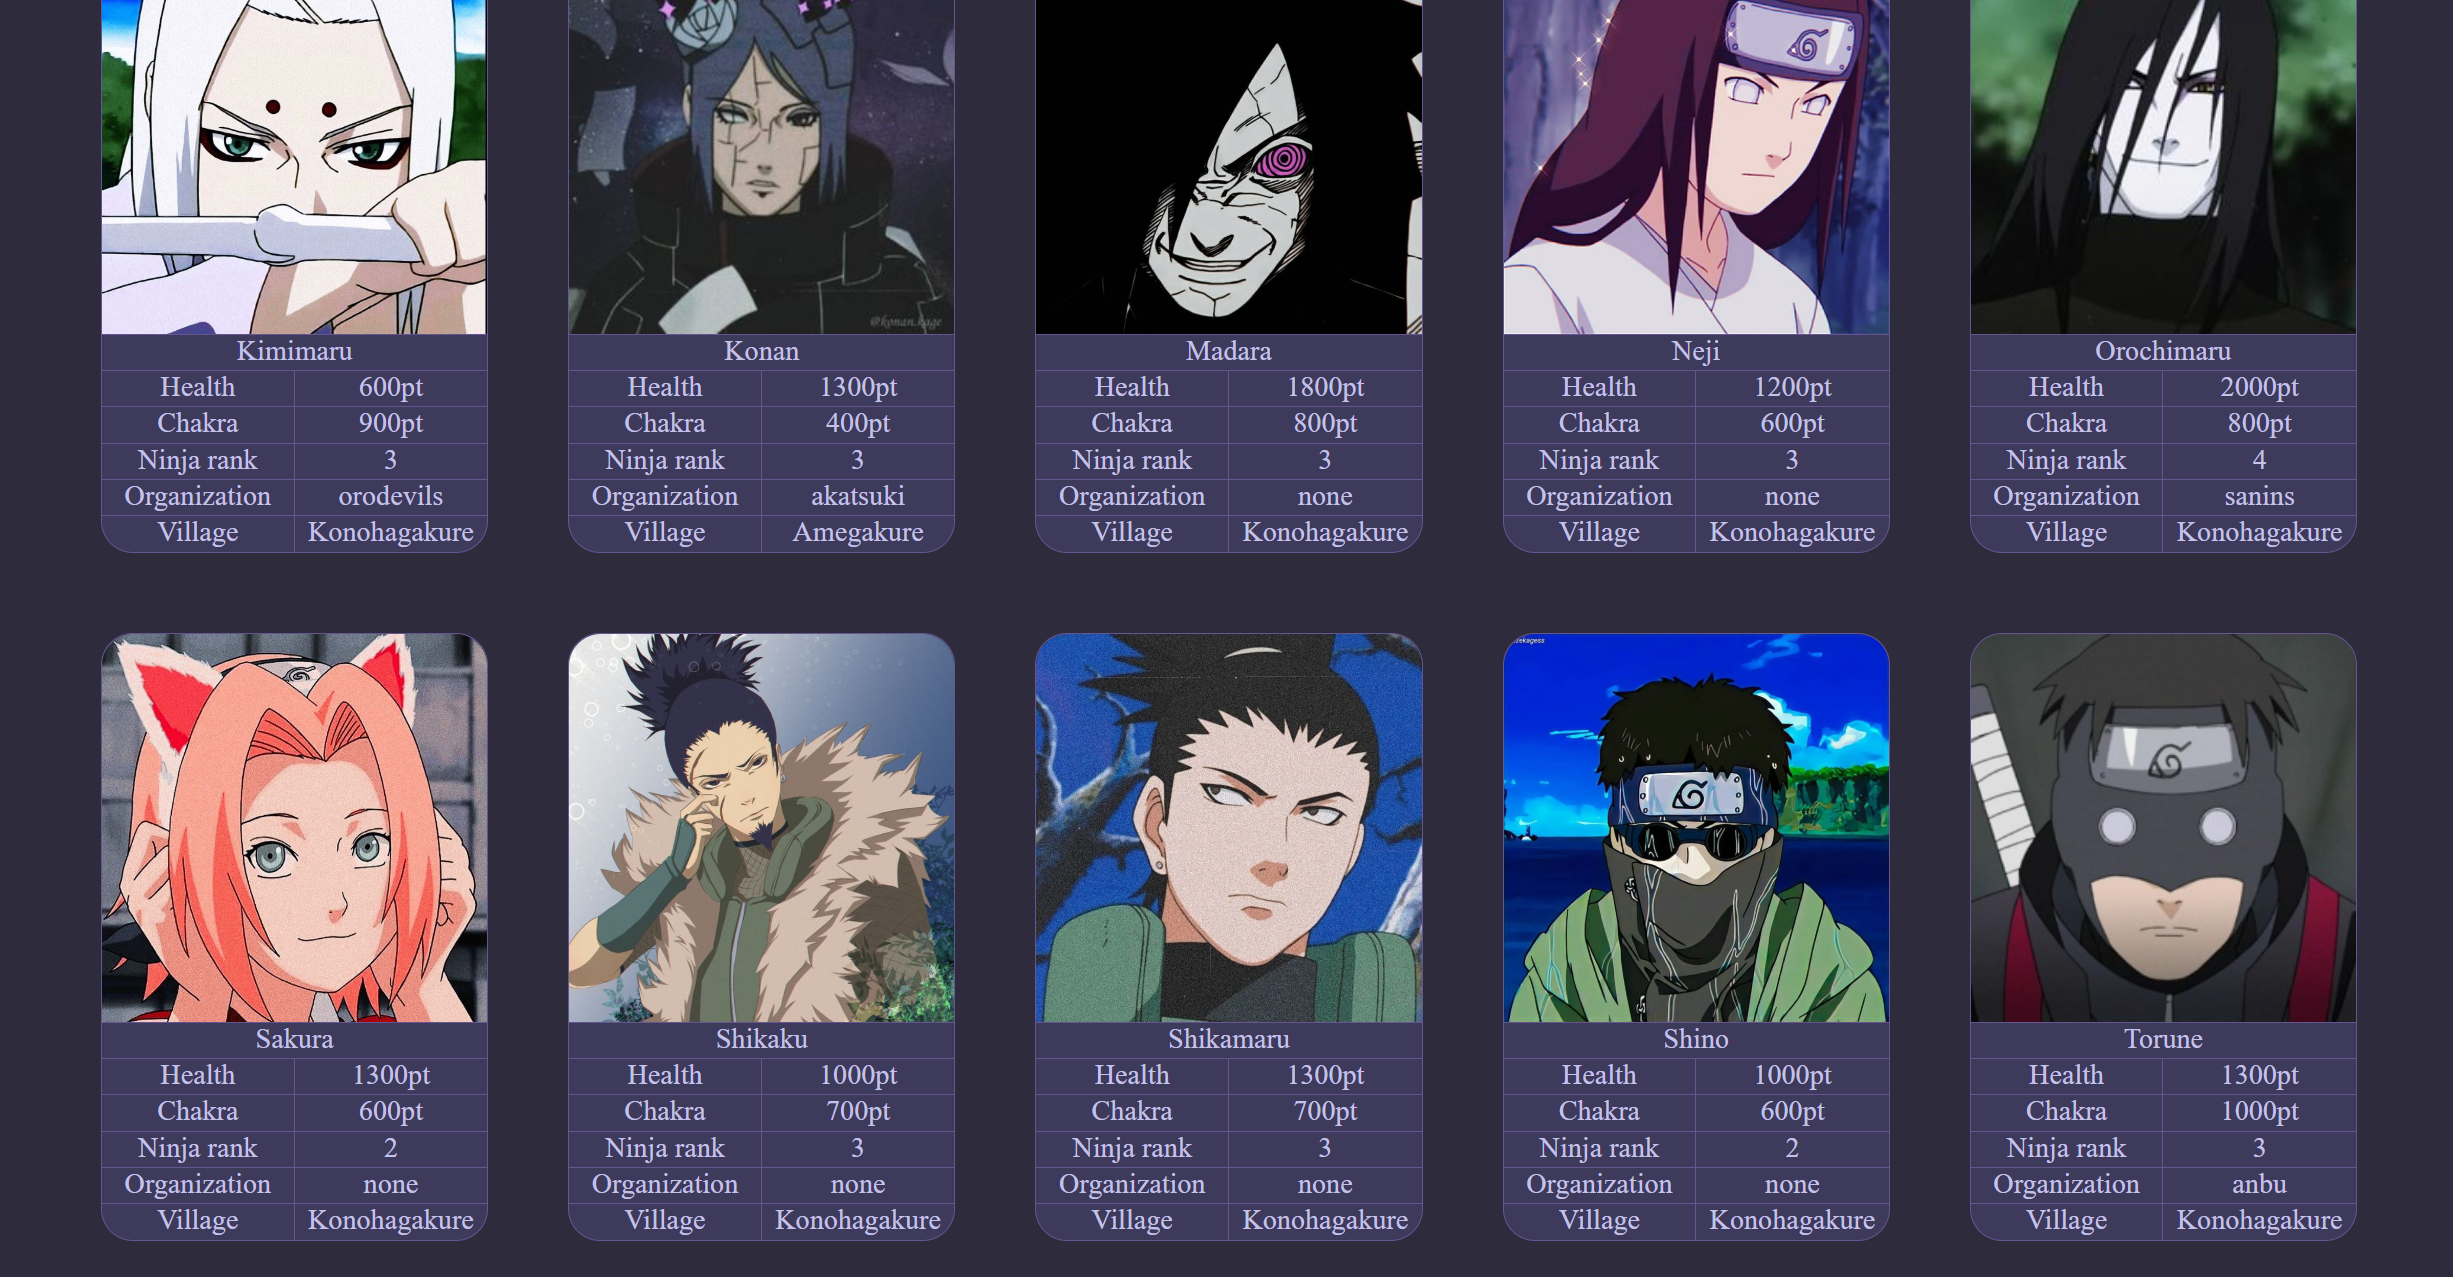 @konan.kage
Kimimaru
Health 600pt
Chakra 900pt
Ninja rank 3
Organization orodevils
Village Konohagakure
Konan
Health 1300pt
Chakra 400pt
Ninja rank 3
Organization akatsuki
Village Amegakure
Madara
Health 1800pt
Chakra 800pt
Ninja rank 3
Organization none
Village Konohagakure
Neji
Health 1200pt
Chakra 600pt
Ninja rank 3
Organization none
Village Konohagakure
Orochimaru
Health 2000pt
Chakra 800pt
Ninja rank 4
Organization sanins
Village Konohagakure
Sakura
Health 1300pt
Chakra 600pt
Ninja rank 2
Organization none
Village Konohagakure
Shikaku
Health 1000pt
Chakra 700pt
Ninja rank 3
Organization none
Village Konohagakure
Shikamaru
Health 1300pt
Chakra 700pt
Ninja rank 3
Organization none
Village Konohagakure
Shino
Health 1000pt
Chakra 600pt
Ninja rank 2
Organization none
Village Konohagakure
Torune
Health 1300pt
Chakra 1000pt
Ninja rank 3
Organization anbu
Village Konohagakure